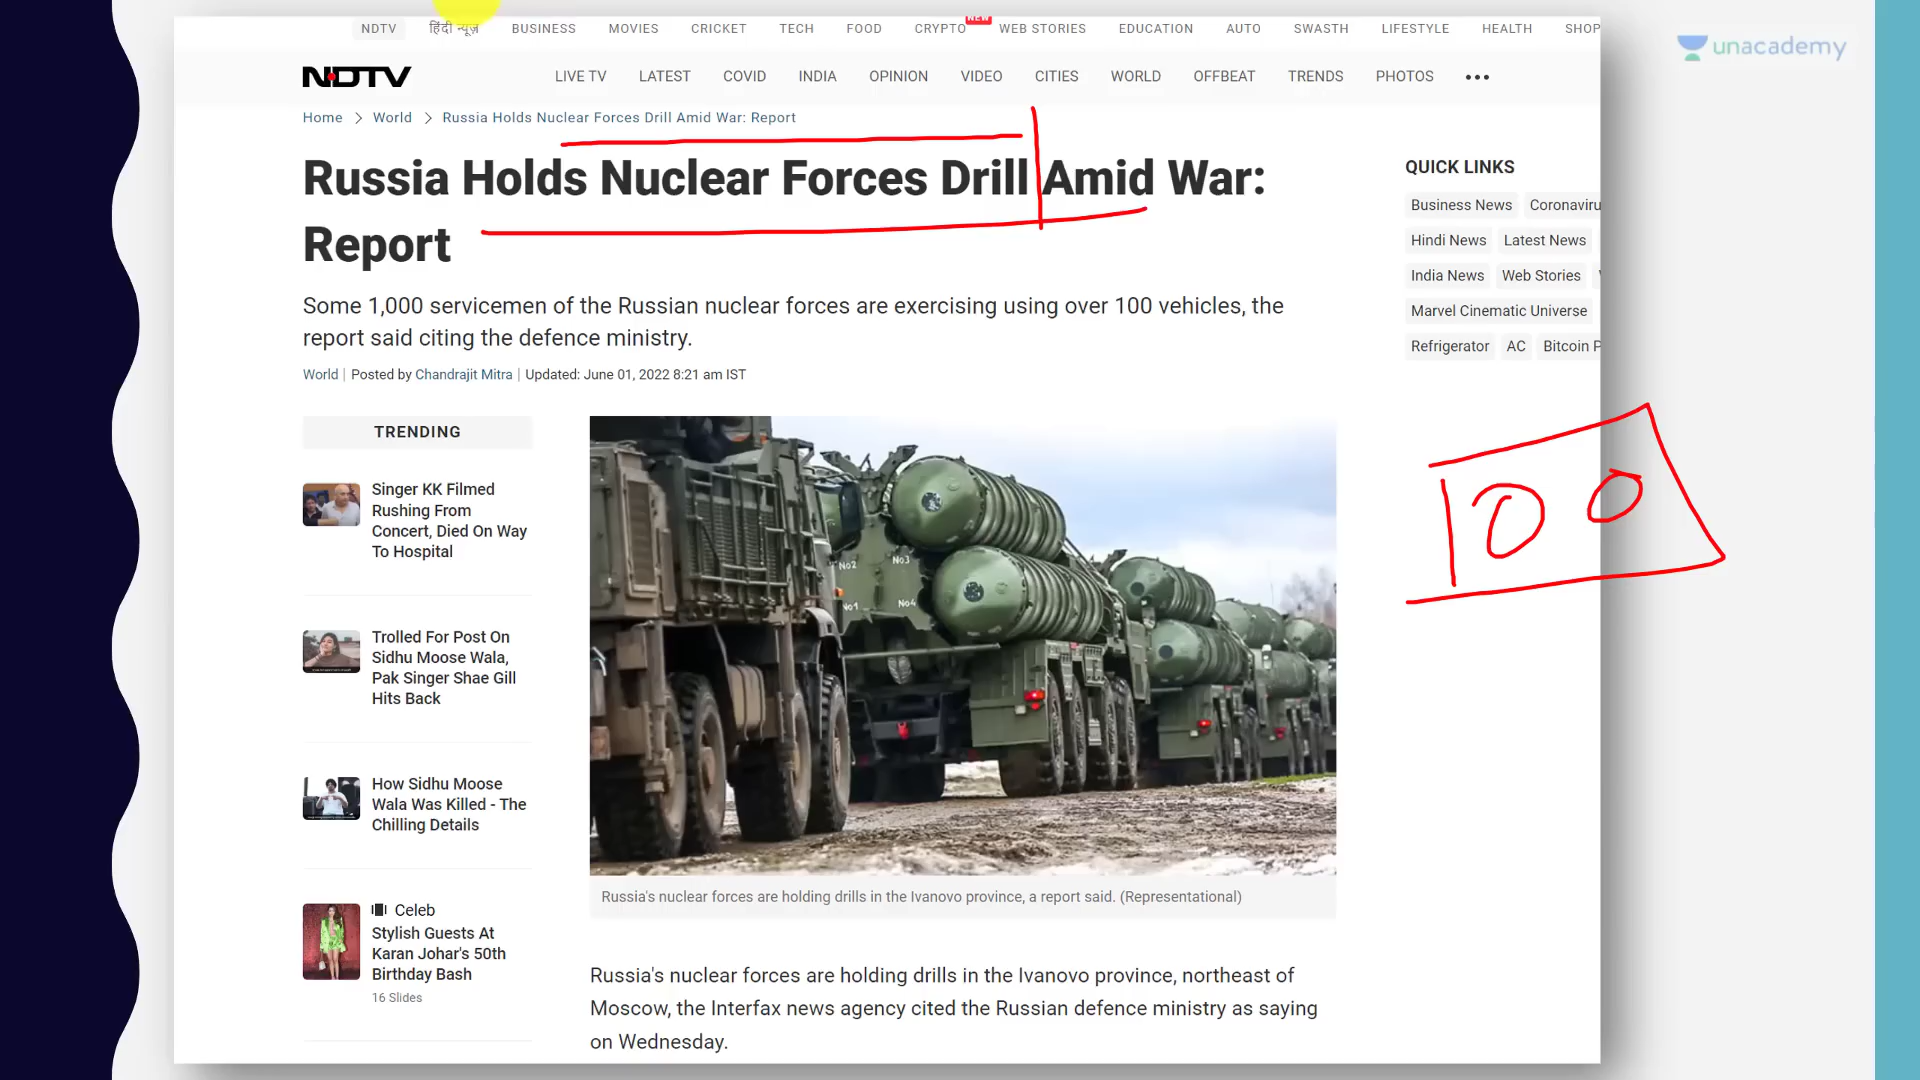 NDTV हिंदी न्यूज़ BUSINESS MOVIES CRICKET TECH FOOD CRYPTO NEW WEB STORIES EDUCATION AUTO SWASTH LIFESTYLE HEALTH SHOP
unacademy
NDTV LIVE TV LATEST COVID INDIA OPINION VIDEO CITIES WORLD OFFBEAT TRENDS PHOTOS •••
Home > World > Russia Holds Nuclear Forces Drill Amid War: Report
Russia Holds Nuclear Forces Drill Amid War:
Report
Some 1,000 servicemen of the Russian nuclear forces are exercising using over 100 vehicles, the
report said citing the defence ministry.
World | Posted by Chandrajit Mitra | Updated: June 01, 2022 8:21 am IST
QUICK LINKS
Business News Coronaviru
Hindi News Latest News
India News Web Stories
Marvel Cinematic Universe
Refrigerator AC Bitcoin P
TRENDING
Singer KK Filmed
Rushing From
Concert, Died On Way
To Hospital
Trolled For Post On
Sidhu Moose Wala,
Pak Singer Shae Gill
Hits Back
How Sidhu Moose
Wala Was Killed - The
Chilling Details
Celeb
Stylish Guests At
Karan Johar's 50th
Birthday Bash
16 Slides
No2 No3
No1 No4
Russia's nuclear forces are holding drills in the Ivanovo province, a report said. (Representational)
Russia's nuclear forces are holding drills in the Ivanovo province, northeast of
Moscow, the Interfax news agency cited the Russian defence ministry as saying
on Wednesday.